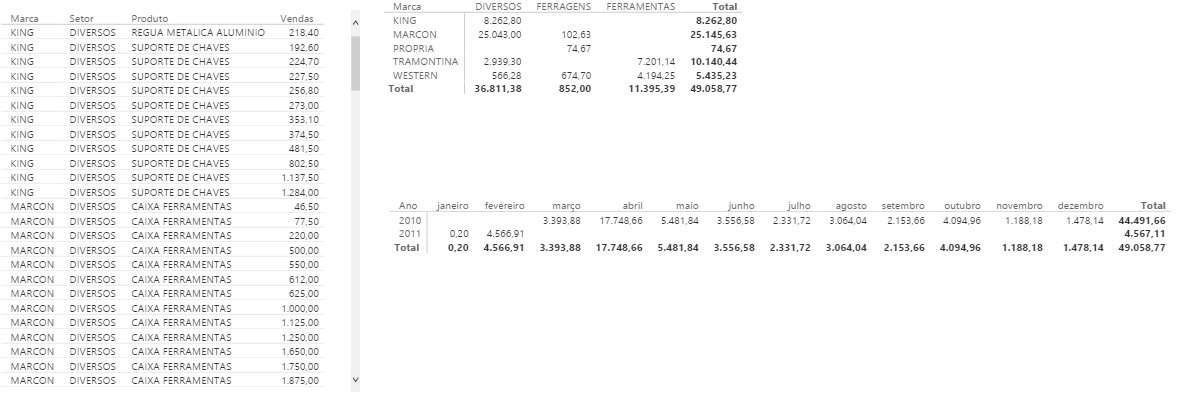 Marca Setor Produto Vendas
KING DIVERSOS REGUA METALICA ALUMINIO 218,40
KING DIVERSOS SUPORTE DE CHAVES 192,60
KING DIVERSOS SUPORTE DE CHAVES 224,70
KING DIVERSOS SUPORTE DE CHAVES 227,50
KING DIVERSOS SUPORTE DE CHAVES 256,80
KING DIVERSOS SUPORTE DE CHAVES 273,00
KING DIVERSOS SUPORTE DE CHAVES 353,10
KING DIVERSOS SUPORTE DE CHAVES 374,50
KING DIVERSOS SUPORTE DE CHAVES 481,50
KING DIVERSOS SUPORTE DE CHAVES 802,50
KING DIVERSOS SUPORTE DE CHAVES 1.137,50
KING DIVERSOS SUPORTE DE CHAVES 1.284,00
MARCON DIVERSOS CAIXA FERRAMENTAS 46,50
MARCON DIVERSOS CAIXA FERRAMENTAS 77,50
MARCON DIVERSOS CAIXA FERRAMENTAS 220,00
MARCON DIVERSOS CAIXA FERRAMENTAS 500,00
MARCON DIVERSOS CAIXA FERRAMENTAS 550,00
MARCON DIVERSOS CAIXA FERRAMENTAS 612,00
MARCON DIVERSOS CAIXA FERRAMENTAS 625,00
MARCON DIVERSOS CAIXA FERRAMENTAS 1.000,00
MARCON DIVERSOS CAIXA FERRAMENTAS 1.125,00
MARCON DIVERSOS CAIXA FERRAMENTAS 1.250,00
MARCON DIVERSOS CAIXA FERRAMENTAS 1.650,00
MARCON DIVERSOS CAIXA FERRAMENTAS 1.750,00
MARCON DIVERSOS CAIXA FERRAMENTAS 1.875,00
Marca DIVERSOS FERRAGENS FERRAMENTAS Total
KING 8.262,80 8.262,80
MARCON 25.043,00 102,63 25.145,63
PROPRIA 74,67 74,67
TRAMONTINA 2.939,30 7.201,14 10.140,44
WESTERN 566,28 674,70 4.194,25 5.435,23
Total 36.811,38 852,00 11.395,39 49.058,77
Ano janeiro fevereiro março abril maio junho julho agosto setembro outubro novembro dezembro Total
2010 3.393,88 17.748,66 5.481,84 3.556,58 2.331,72 3.064,04 2.153,66 4.094,96 1.188,18 1.478,14 44.491,66
2011 0,20 4.566,91 4.567,11
Total 0,20 4.566,91 3.393,88 17.748,66 5.481,84 3.556,58 2.331,72 3.064,04 2.153,66 4.094,96 1.188,18 1.478,14 49.058,77